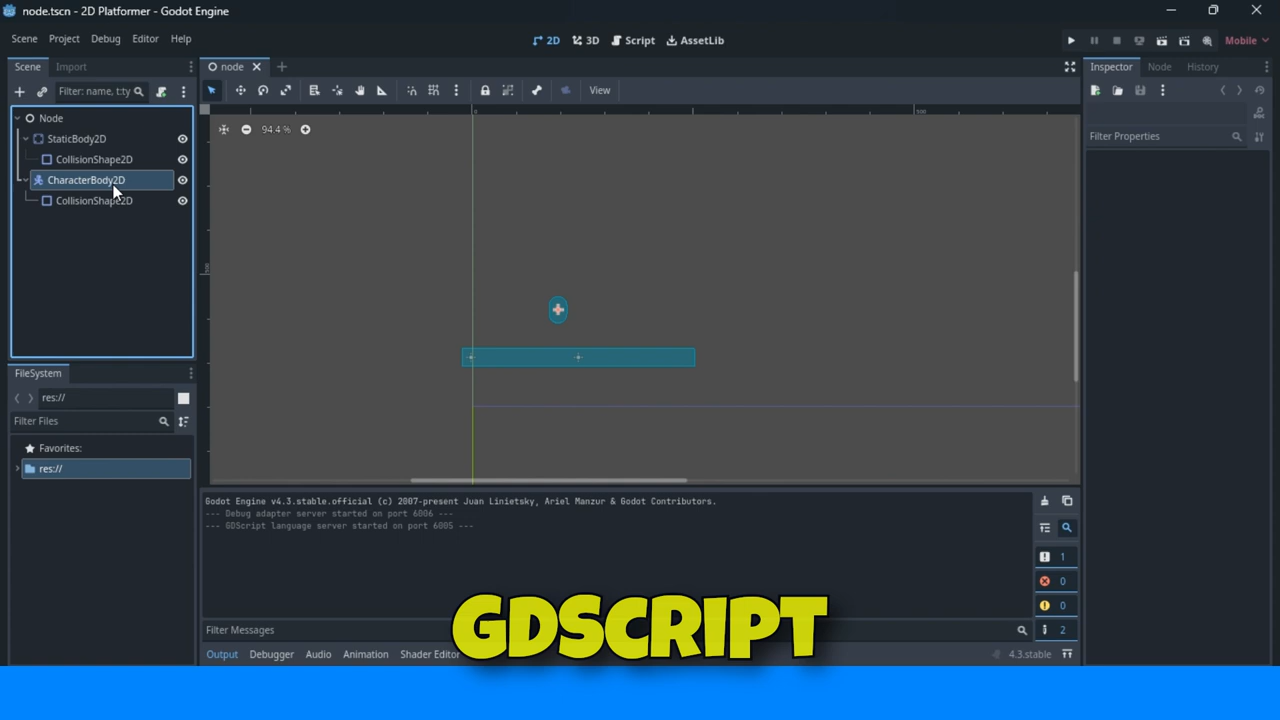 node.tscn - 2D Platformer - Godot Engine
Scene Project Debug Editor Help
2D 3D Script AssetLib
Mobile
Scene Import
node
Inspector Node History
Filter: name, t:ty
View
Node
StaticBody2D
CollisionShape2D
CharacterBody2D
CollisionShape2D
94.4 %
0
500
500
Filter Properties
FileSystem
res://
Filter Files
Favorites:
res://
Godot Engine v4.3.stable.official (c) 2007-present Juan Linietsky, Ariel Manzur & Godot Contributors.
--- Debug adapter server started on port 6006 ---
--- GDScript language server started on port 6005 ---
1
0
0
2
Filter Messages
Output Debugger Audio Animation Shader Editor
4.3.stable
GDSCRIPT